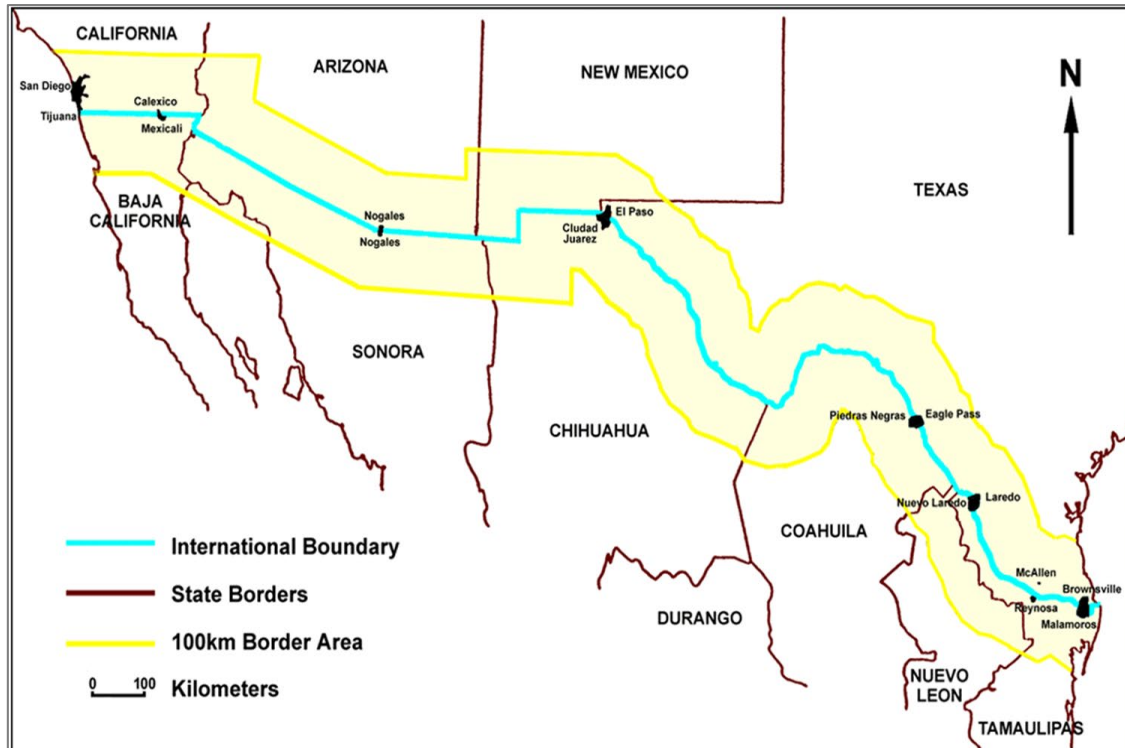 CALIFORNIA
ARIZONA
NEW MEXICO
N
San Diego
Calexico
Tijuana
Mexicali
TEXAS
BAJA
CALIFORNIA
Nogales
Nogales
El Paso
Cludad
Juarez
SONORA
CHIHUAHUA
Piedras Negras
Eagle Pass
Nuevo Laredo
Laredo
COAHUILA
International Boundary
McAllen
Brownsville
State Borders
Reynosa
DURANGO
Malamoros
100km Border Area
0 100 Kilometers
NUEVO
LEON
TAMAULIPAS